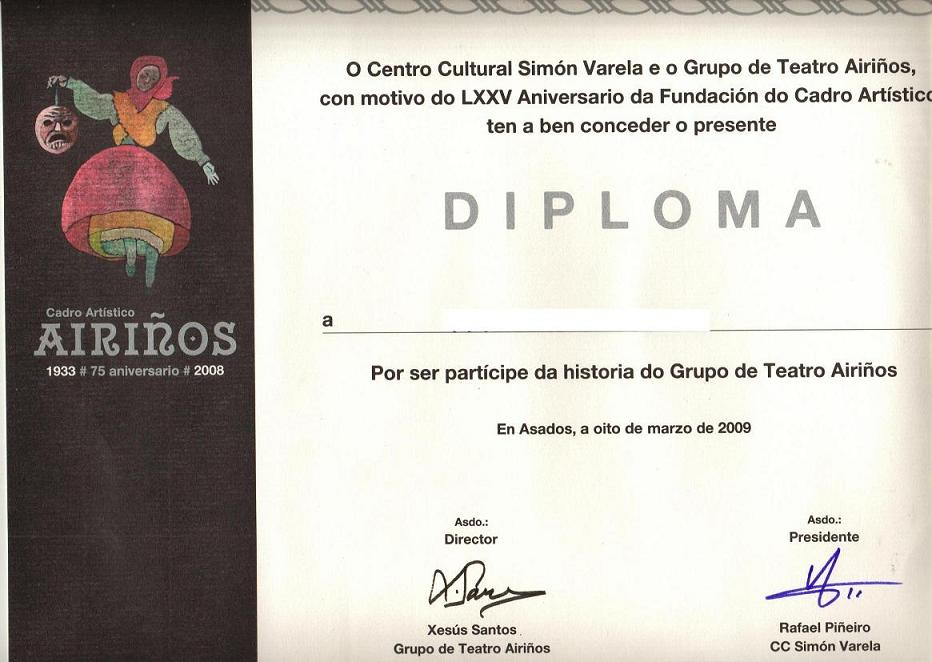 O Centro Cultural Simón Varela e o Grupo de Teatro Airiños,
con motivo do LXXV Aniversario da Fundación do Cadro Artístico
ten a ben conceder o presente
DIPLOMA
a
Por ser partícipe da historia do Grupo de Teatro Airiños
En Asados, a oito de marzo de 2009
Cadro Artístico
AIRIÑOS
1933 # 75 aniversario # 2008
Asdo.:
Director
Xesús Santos
Grupo de Teatro Airiños
Asdo.:
Presidente
Rafael Piñeiro
CC Simón Varela